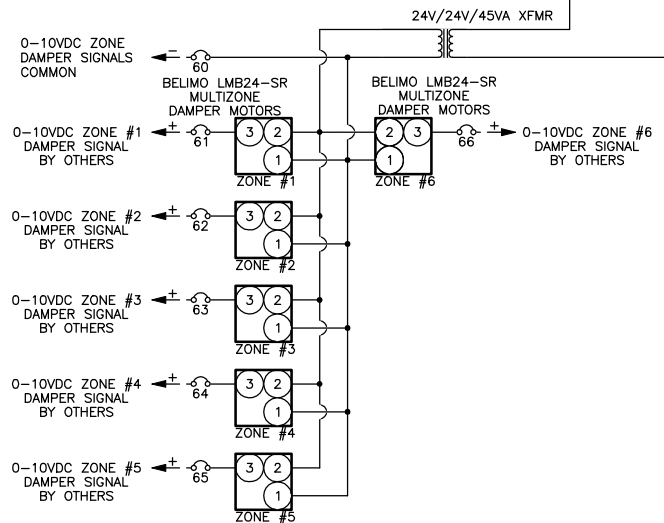 24V/24V/45VA XFMR
0-10VDC ZONE
DAMPER SIGNALS
COMMON
-
60
BELIMO LMB24-SR
MULTIZONE
DAMPER MOTORS
BELIMO LMB24-SR
MULTIZONE
DAMPER MOTORS
0-10VDC ZONE #1
DAMPER SIGNAL
BY OTHERS
+
61
3 2
1
ZONE #1
2 3
1
ZONE #6
+
66
0-10VDC ZONE #6
DAMPER SIGNAL
BY OTHERS
0-10VDC ZONE #2
DAMPER SIGNAL
BY OTHERS
+
62
3 2
1
ZONE #2
0-10VDC ZONE #3
DAMPER SIGNAL
BY OTHERS
+
63
3 2
1
ZONE #3
0-10VDC ZONE #4
DAMPER SIGNAL
BY OTHERS
+
64
3 2
1
ZONE #4
0-10VDC ZONE #5
DAMPER SIGNAL
BY OTHERS
+
65
3 2
1
ZONE #5